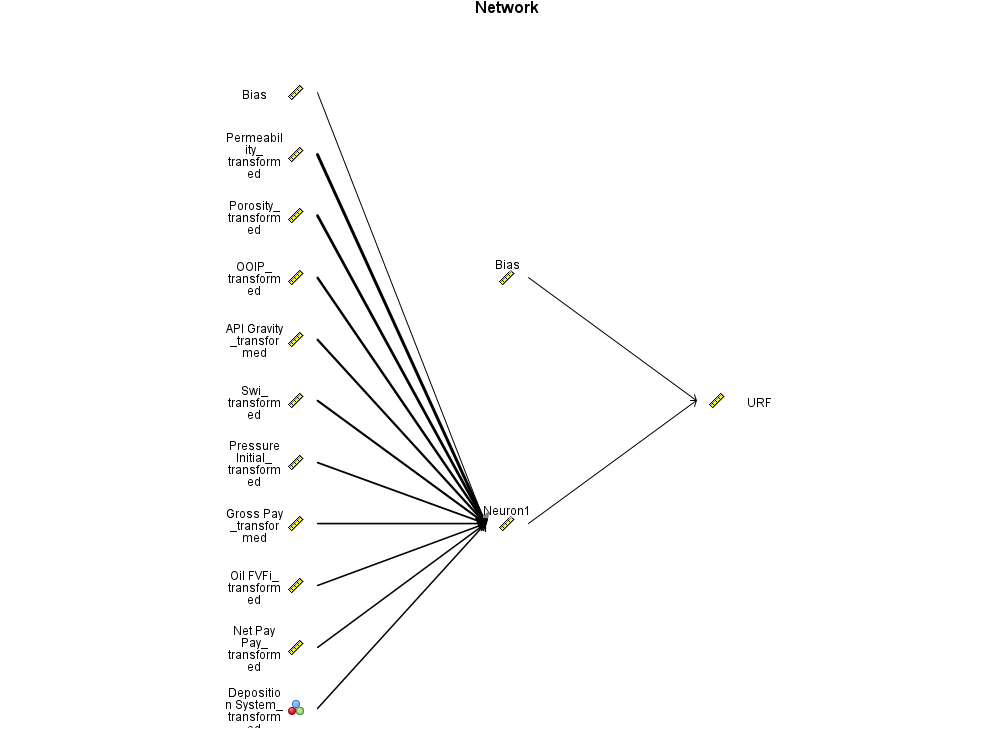 Network
Bias
Permeabil
ity_
transform
ed
Porosity_
transform
ed
OOIP_
transform
ed
API Gravity
_transfor
med
Swi_
transform
ed
Pressure
Initial_
transform
ed
Gross Pay
_transfor
med
Oil FVFi_
transform
ed
Net Pay
Pay_
transform
ed
Depositio
n System_
transform
ed
Bias
Neuron1
URF